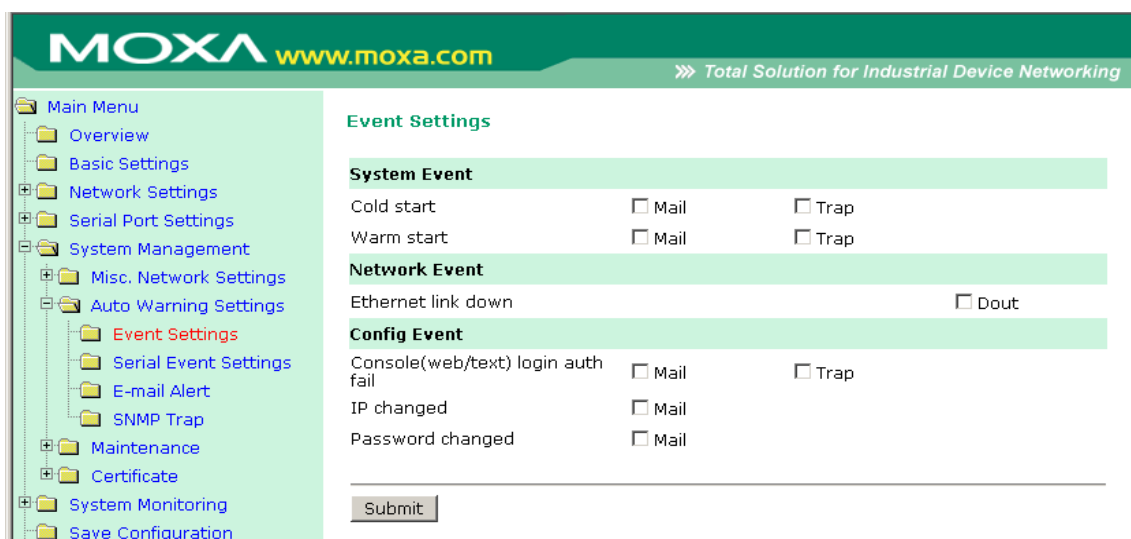 MOXA www.moxa.com
Total Solution for Industrial Device Networking
Main Menu
Overview
Basic Settings
Network Settings
Serial Port Settings
System Management
Misc. Network Settings
Auto Warning Settings
Event Settings
Serial Event Settings
E-mail Alert
SNMP Trap
Maintenance
Certificate
System Monitoring
Save Configuration
Event Settings
System Event
Cold start Mail Trap
Warm start Mail Trap
Network Event
Ethernet link down Dout
Config Event
Console(web/text) login auth
fail Mail Trap
IP changed Mail
Password changed Mail
Submit